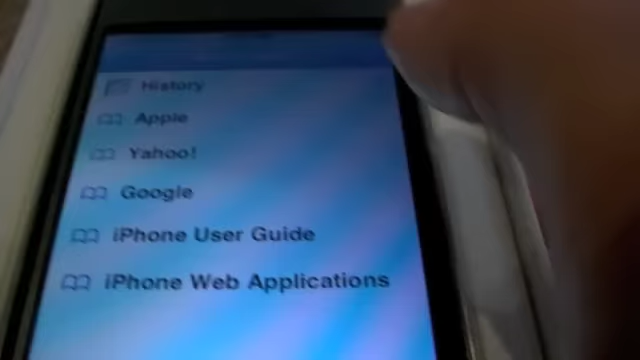 History
Apple
Yahoo!
Google
iPhone User Guide
iPhone Web Applications